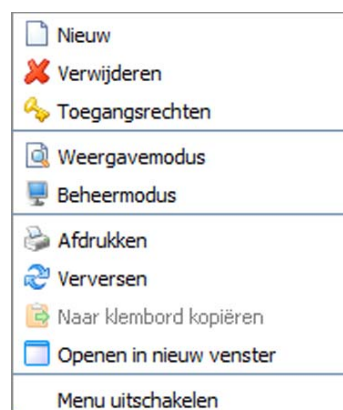 Nieuw
Verwijderen
Toegangsrechten
Weergavemodus
Beheermodus
Afdrukken
Verversen
Naar klembord kopiëren
Openen in nieuw venster
Menu uitschakelen